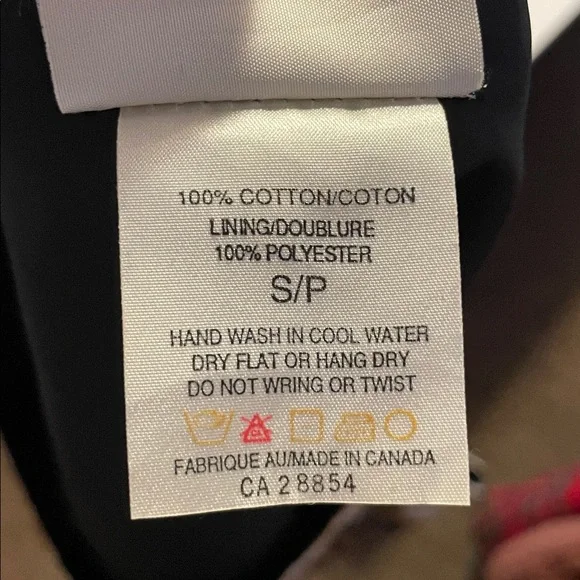 100% COTTON/COTON
LINING/DOUBLURE
100% POLYESTER
S/P
HAND WASH IN COOL WATER
DRY FLAT OR HANG DRY
DO NOT WRING OR TWIST
FABRIQUE AU/MADE IN CANADA
CA 28854